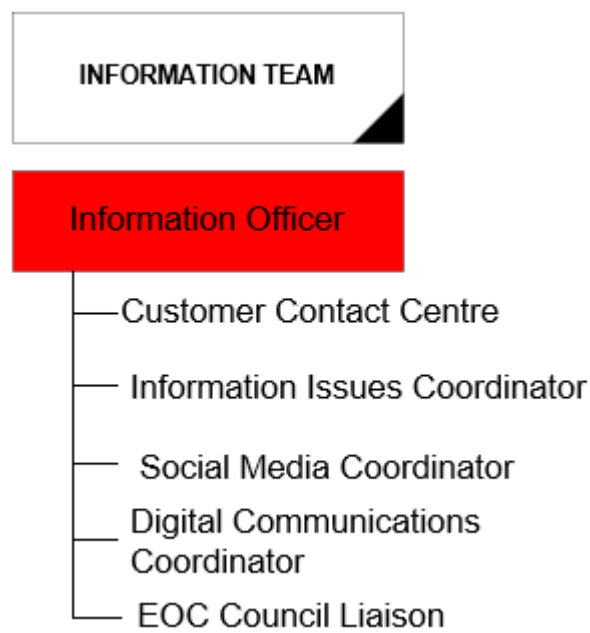 INFORMATION TEAM
Information Officer
Customer Contact Centre
Information Issues Coordinator
Social Media Coordinator
Digital Communications
Coordinator
EOC Council Liaison